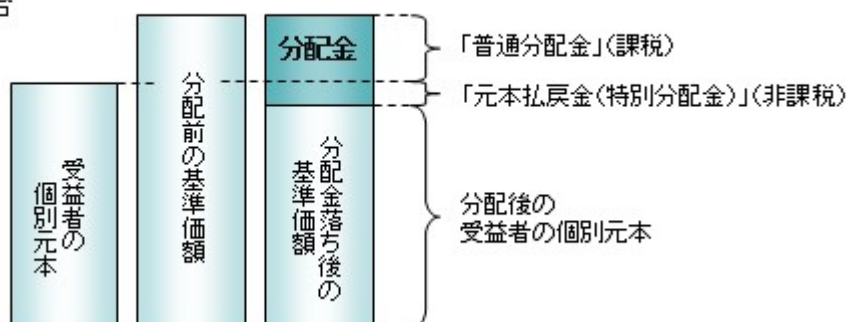 受益者の
個別元本
分配前の基準価額
分配金
分配金落ち後の
基準価額
「普通分配金」(課税)
「元本払戻金(特別分配金)」(非課税)
分配後の
受益者の個別元本